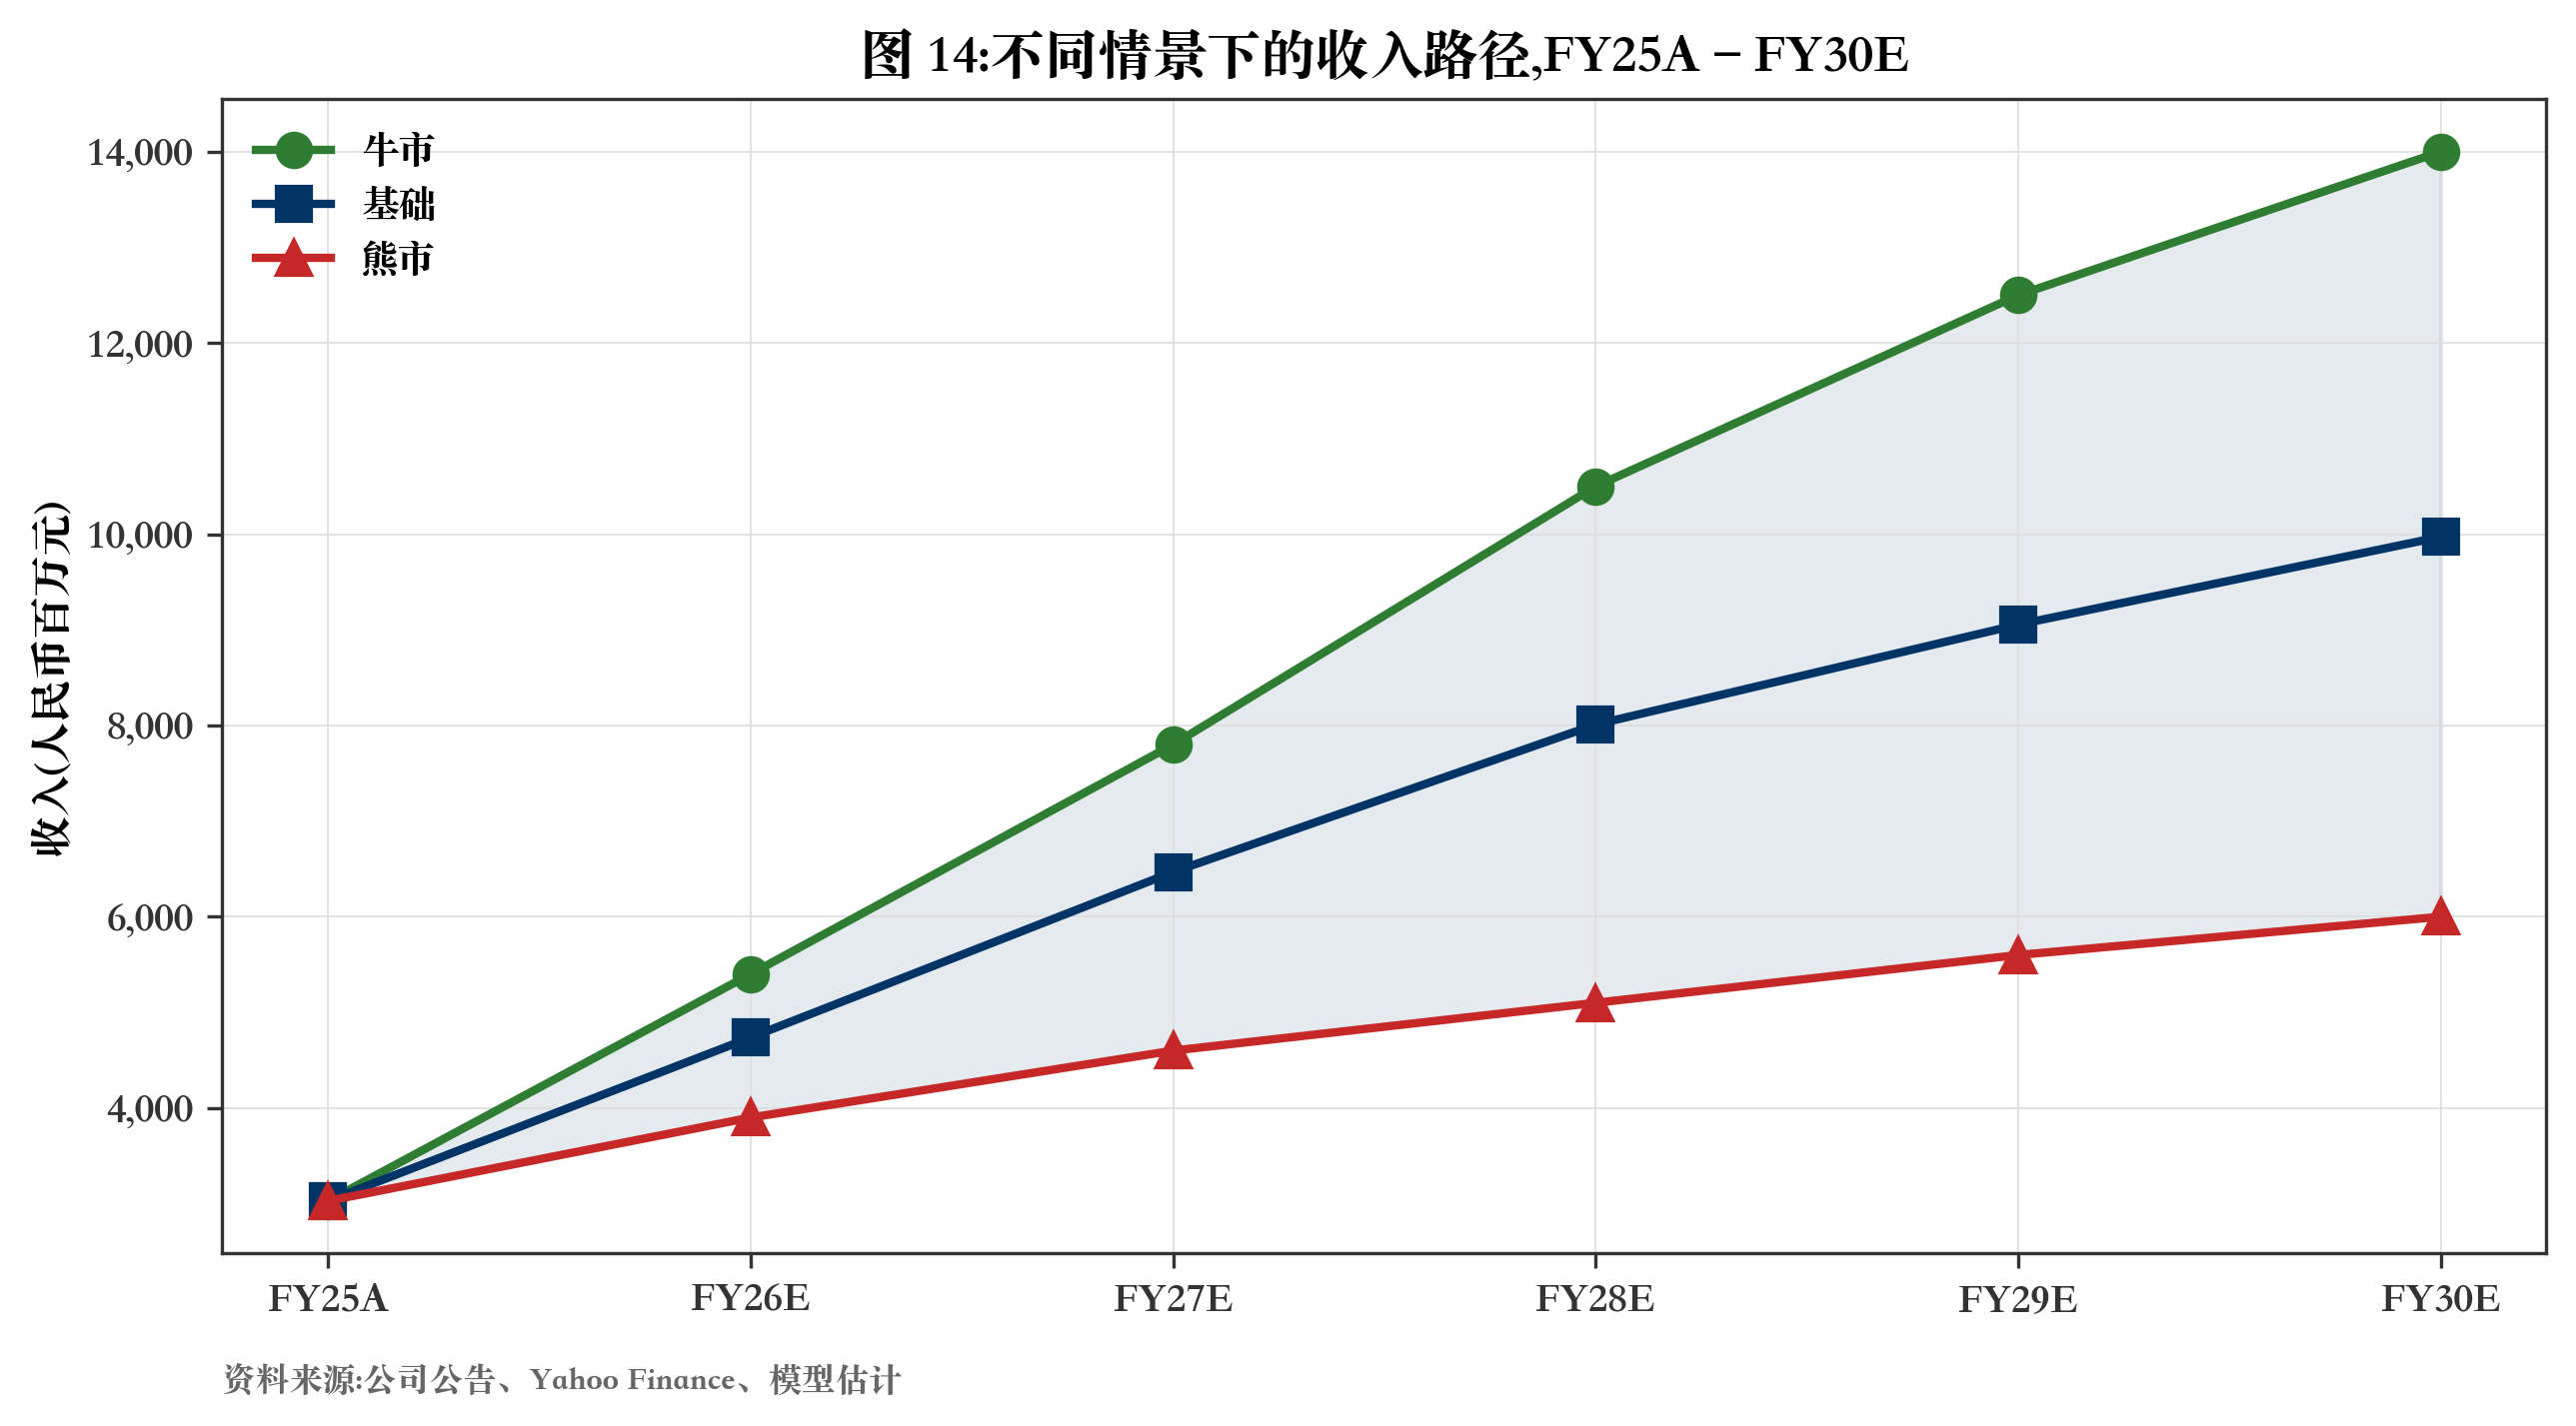 图 14:不同情景下的收入路径,FY25A – FY30E
牛市
基础
熊市
收入(人民币百万元)
14,000
12,000
10,000
8,000
6,000
4,000
FY25A
FY26E
FY27E
FY28E
FY29E
FY30E
资料来源:公司公告、Yahoo Finance、模型估计